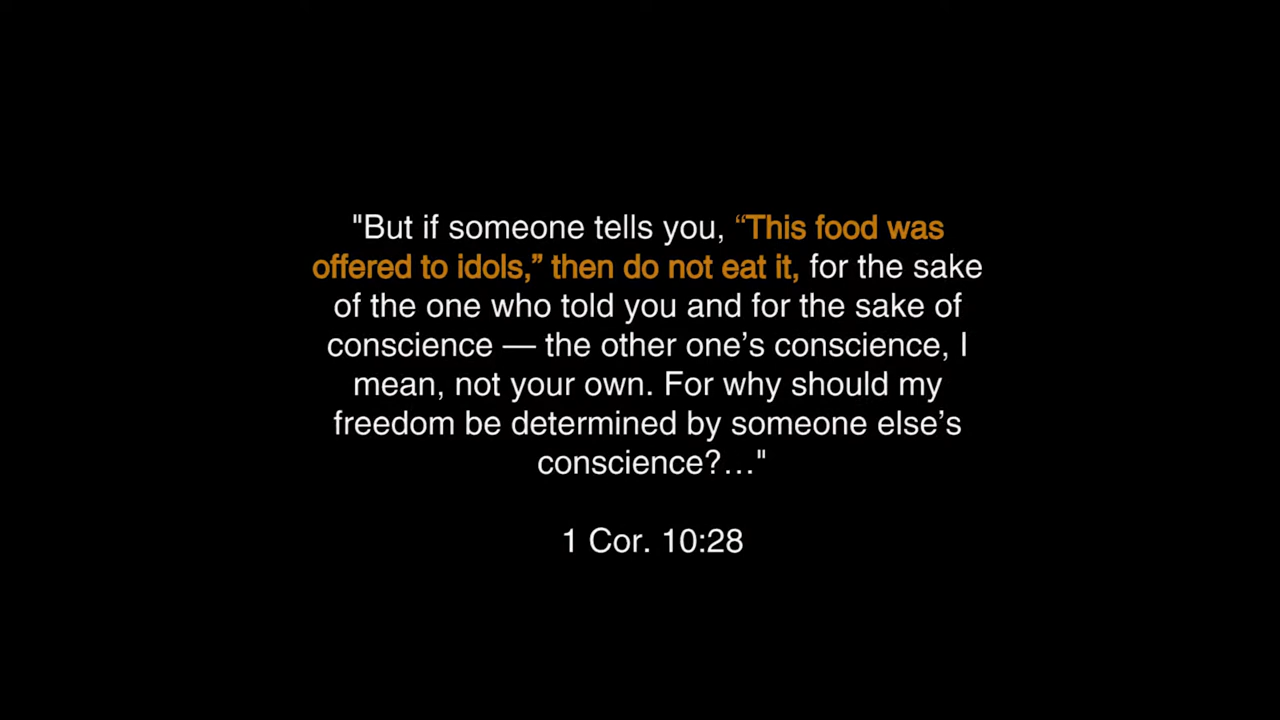 "But if someone tells you, “This food was
offered to idols,” then do not eat it, for the sake
of the one who told you and for the sake of
conscience — the other one’s conscience, I
mean, not your own. For why should my
freedom be determined by someone else’s
conscience?…"
1 Cor. 10:28